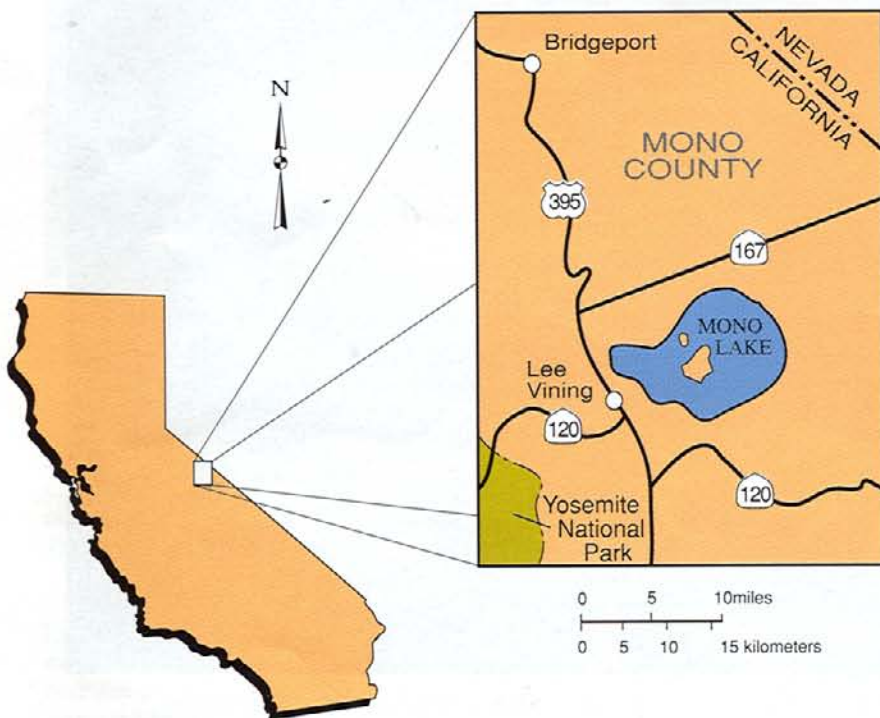 N
Bridgeport
NEVADA
CALIFORNIA
MONO
COUNTY
395
167
MONO
LAKE
Lee
Vining
120
120
Yosemite
National
Park
0 5 10miles
0 5 10 15 kilometers